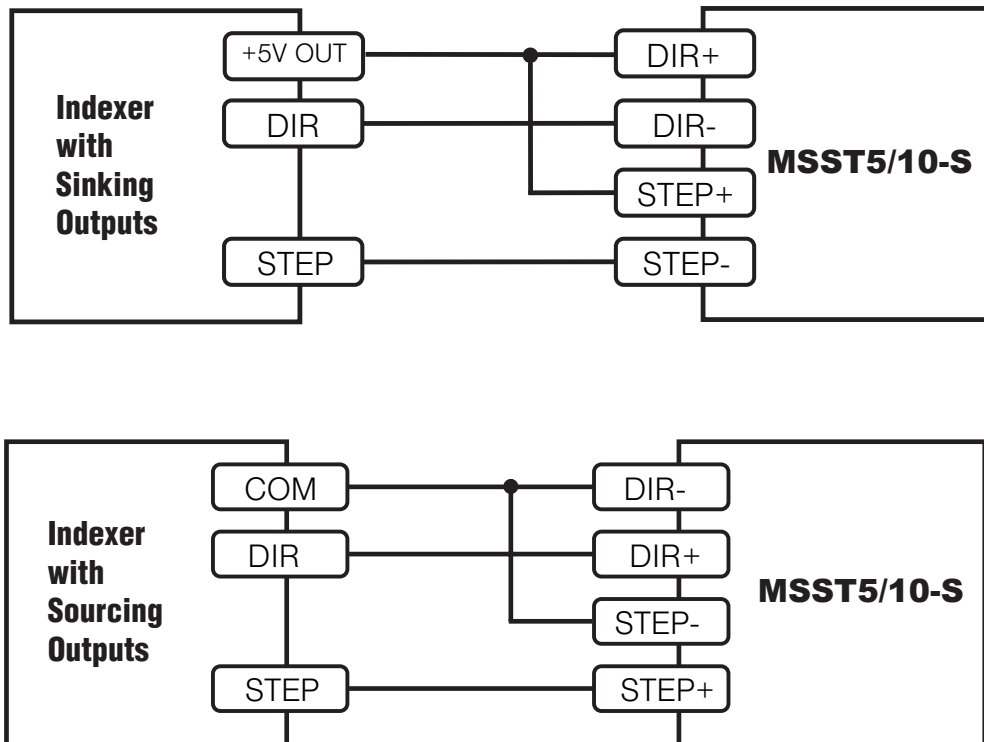 +5V OUT
DIR+
Indexer
with
Sinking
Outputs
DIR
DIR-
MSST5/10-S
STEP+
STEP
STEP-
COM
DIR-
Indexer
with
Sourcing
Outputs
DIR
DIR+
MSST5/10-S
STEP-
STEP
STEP+